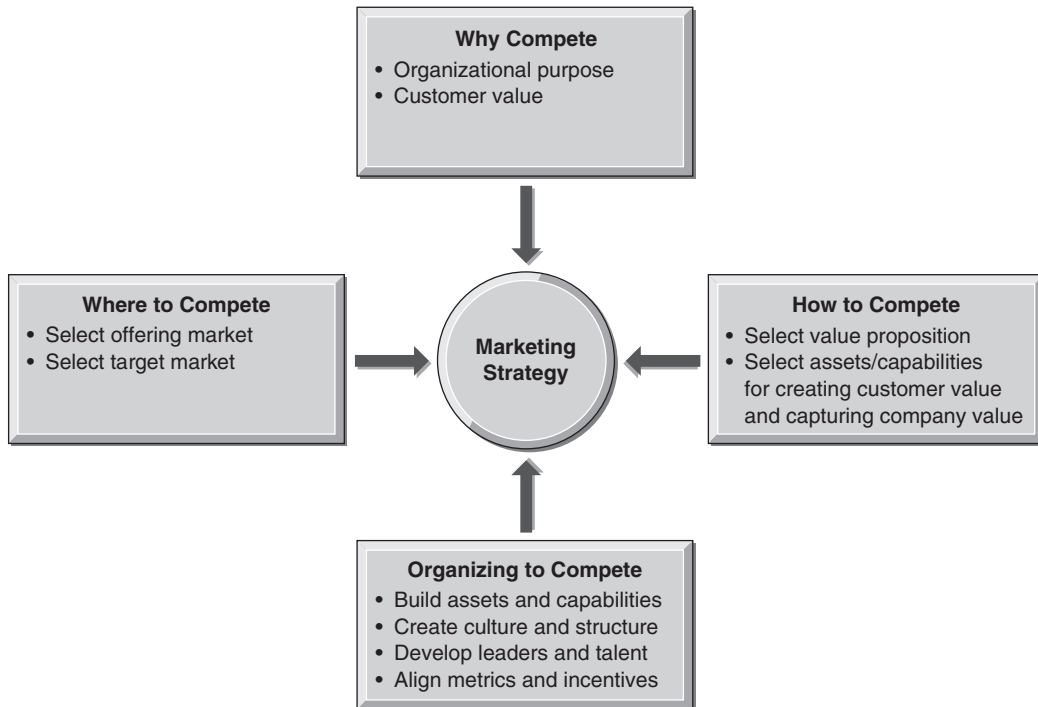 Why Compete
• Organizational purpose
• Customer value
Where to Compete
• Select offering market
• Select target market
Marketing
Strategy
How to Compete
• Select value proposition
• Select assets/capabilities
for creating customer value
and capturing company value
Organizing to Compete
• Build assets and capabilities
• Create culture and structure
• Develop leaders and talent
• Align metrics and incentives